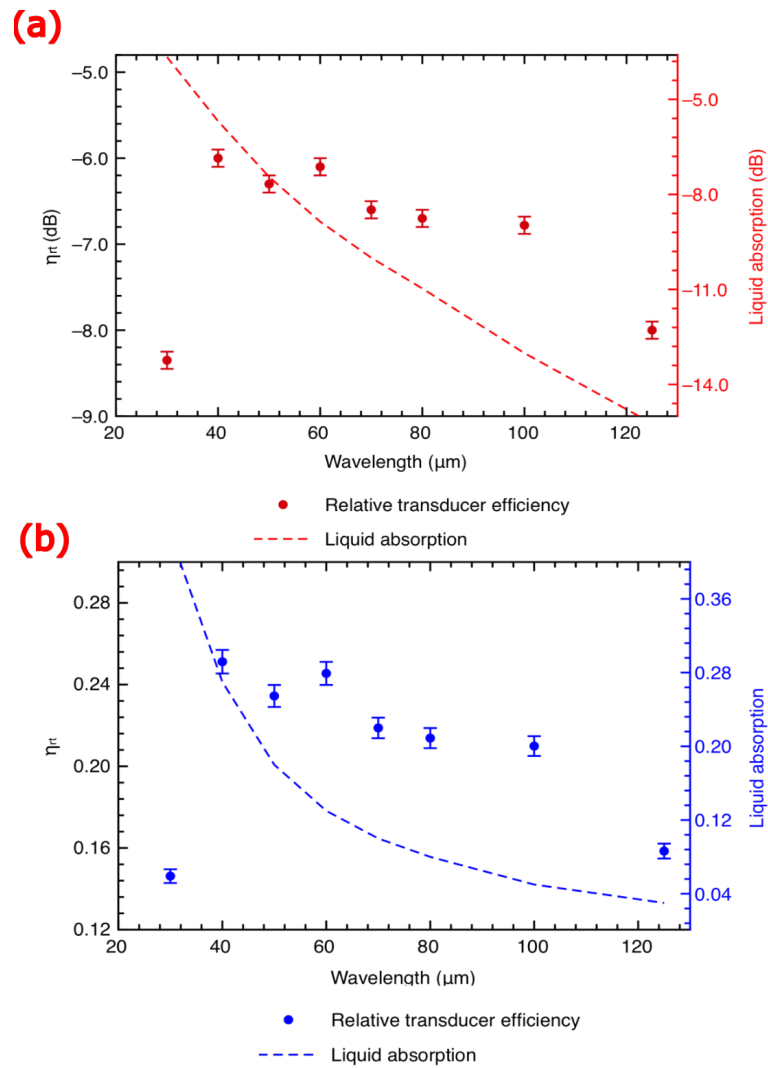 (a)
−5.0
−6.0
−7.0
−8.0
−9.0
ηrt (dB)
−5.0
−8.0
−11.0
−14.0
Liquid absorption (dB)
20 40 60 80 100 120
Wavelength (μm)
Relative transducer efficiency
Liquid absorption
(b)
0.28
0.24
0.20
0.16
0.12
ηrt
0.36
0.28
0.20
0.12
0.04
Liquid absorption
20 40 60 80 100 120
Wavelength (μm)
Relative transducer efficiency
Liquid absorption